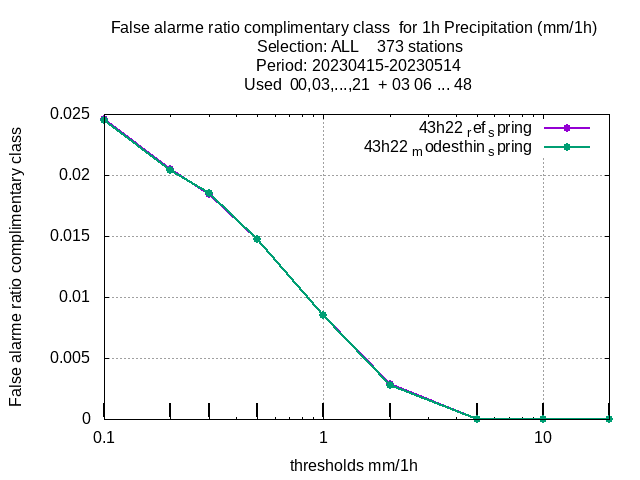 False alarme ratio complimentary class  for 1h Precipitation (mm/1h)
Selection: ALL    373 stations
Period: 20230415-20230514
Used  00,03,...,21  + 03 06 ... 48
43h22 ref spring
43h22 modesthin spring
False alarme ratio complimentary class
0.025
0.02
0.015
0.01
0.005
0
0.1 1 10
thresholds mm/1h